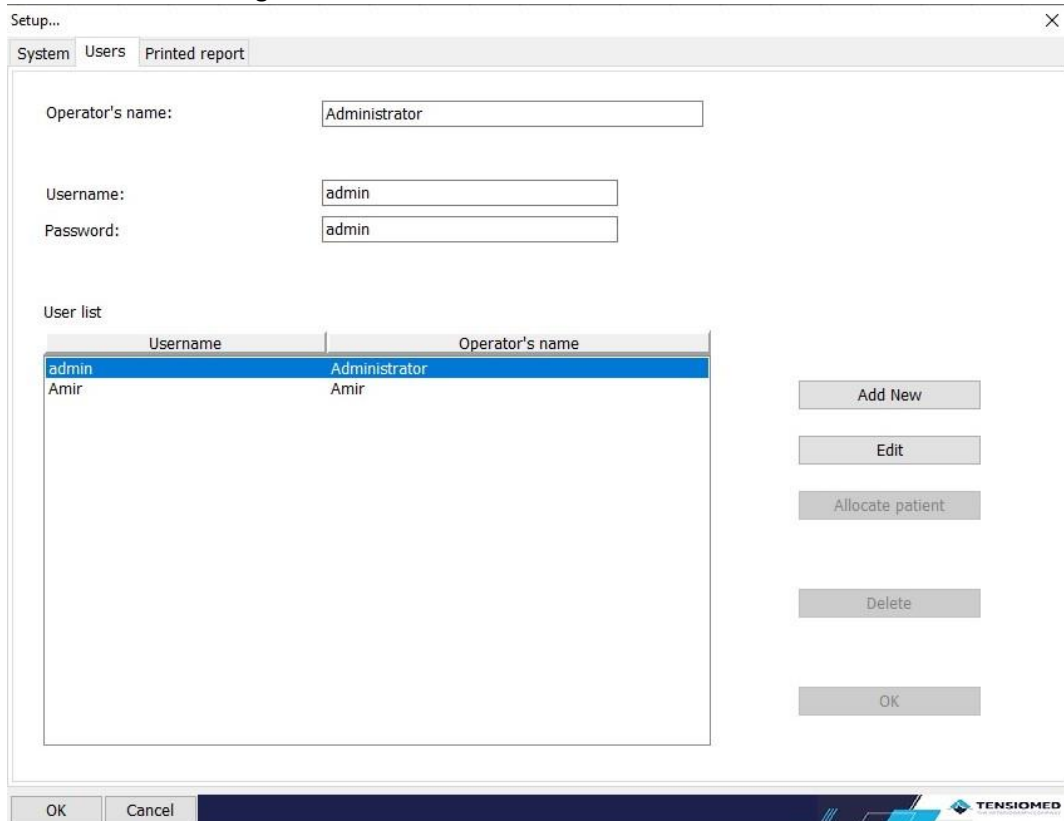 Setup...
System Users Printed report
Operator's name: Administrator
Username: admin
Password: admin
User list
Username Operator's name
admin Administrator
Amir Amir
Add New
Edit
Allocate patient
Delete
OK
OK Cancel
TENSIOMED